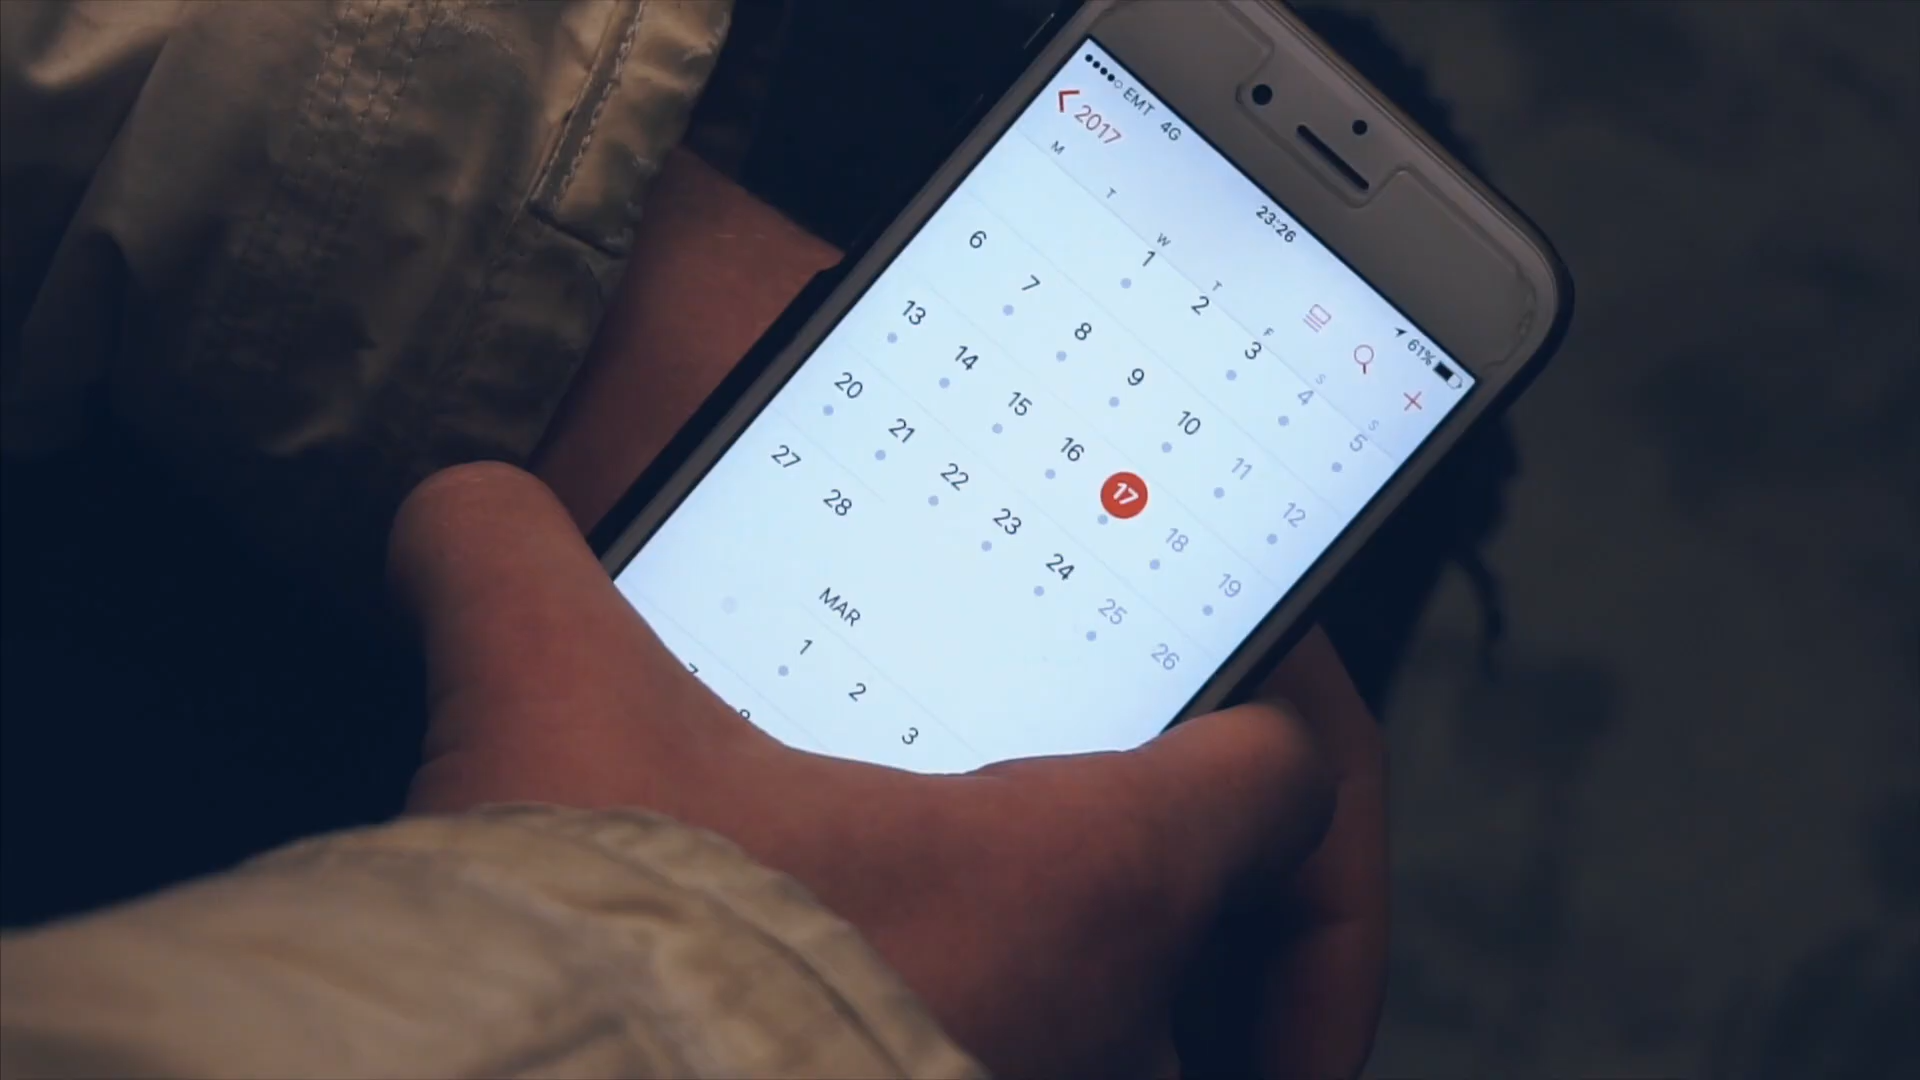 EMT 4G 23:26 61%
2017
M T W T F S S
1 2 3 4 5
6 7 8 9 10 11 12
13 14 15 16 17 18 19
20 21 22 23 24 25 26
27 28
MAR
1 2 3
7 8